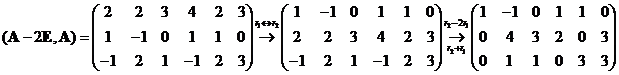 (A − 2E, A) = ( 2 2 3 4 2 3 ; 1 −1 0 1 1 0 ; −1 2 1 −1 2 3 ) r₁↔r₂ → ( 1 −1 0 1 1 0 ; 2 2 3 4 2 3 ; −1 2 1 −1 2 3 ) r₂−2r₁ → r₂+r₁ ( 1 −1 0 1 1 0 ; 0 4 3 2 0 3 ; 0 1 1 0 3 3 )